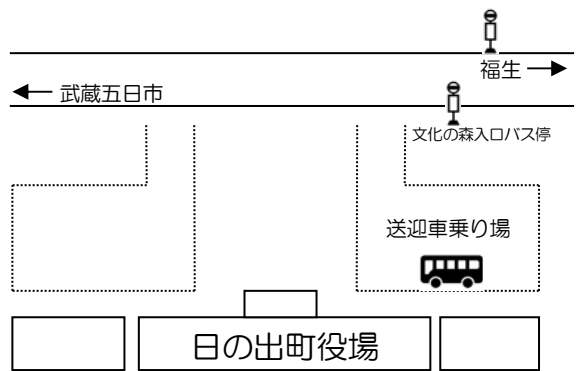 福生
武蔵五日市
文化の森入口バス停
送迎車乗り場
日の出町役場